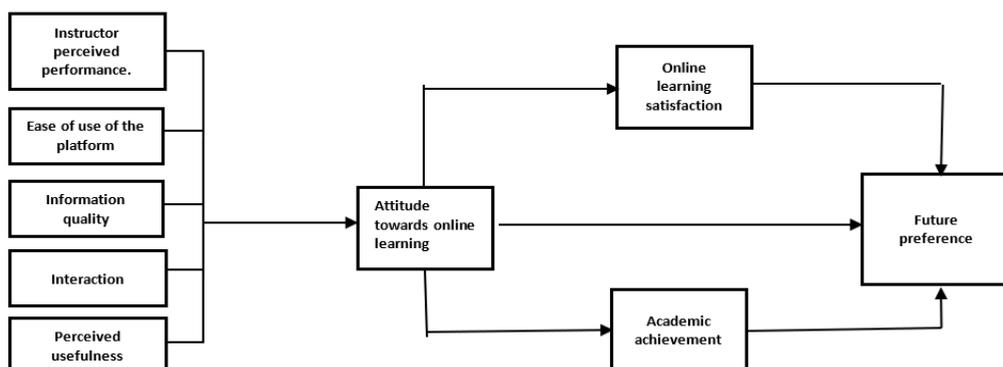 Instructor
perceived
performance.
Ease of use of the
platform
Information
quality
Interaction
Perceived
usefulness
Attitude
towards online
learning
Online
learning
satisfaction
Academic
achievement
Future
preference